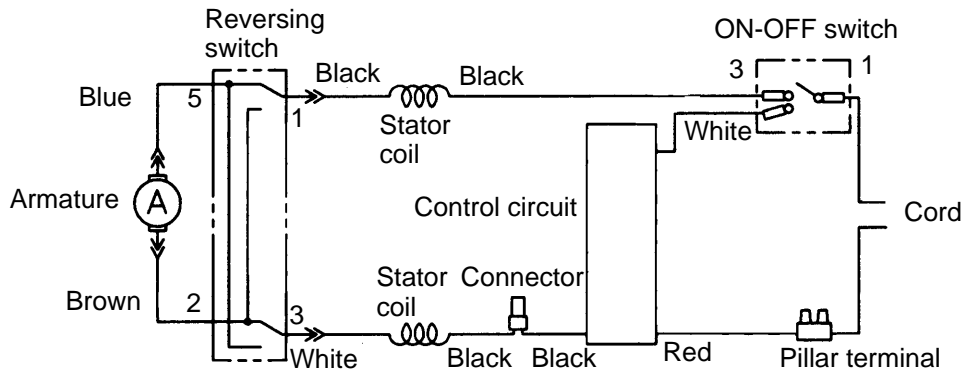 Reversing
switch
ON-OFF switch
Black
Black
3
1
Blue
5
1
Stator
coil
White
Armature
A
Control circuit
Cord
Stator
coil
Connector
Brown
2
3
White
Black
Black
Red
Pillar terminal